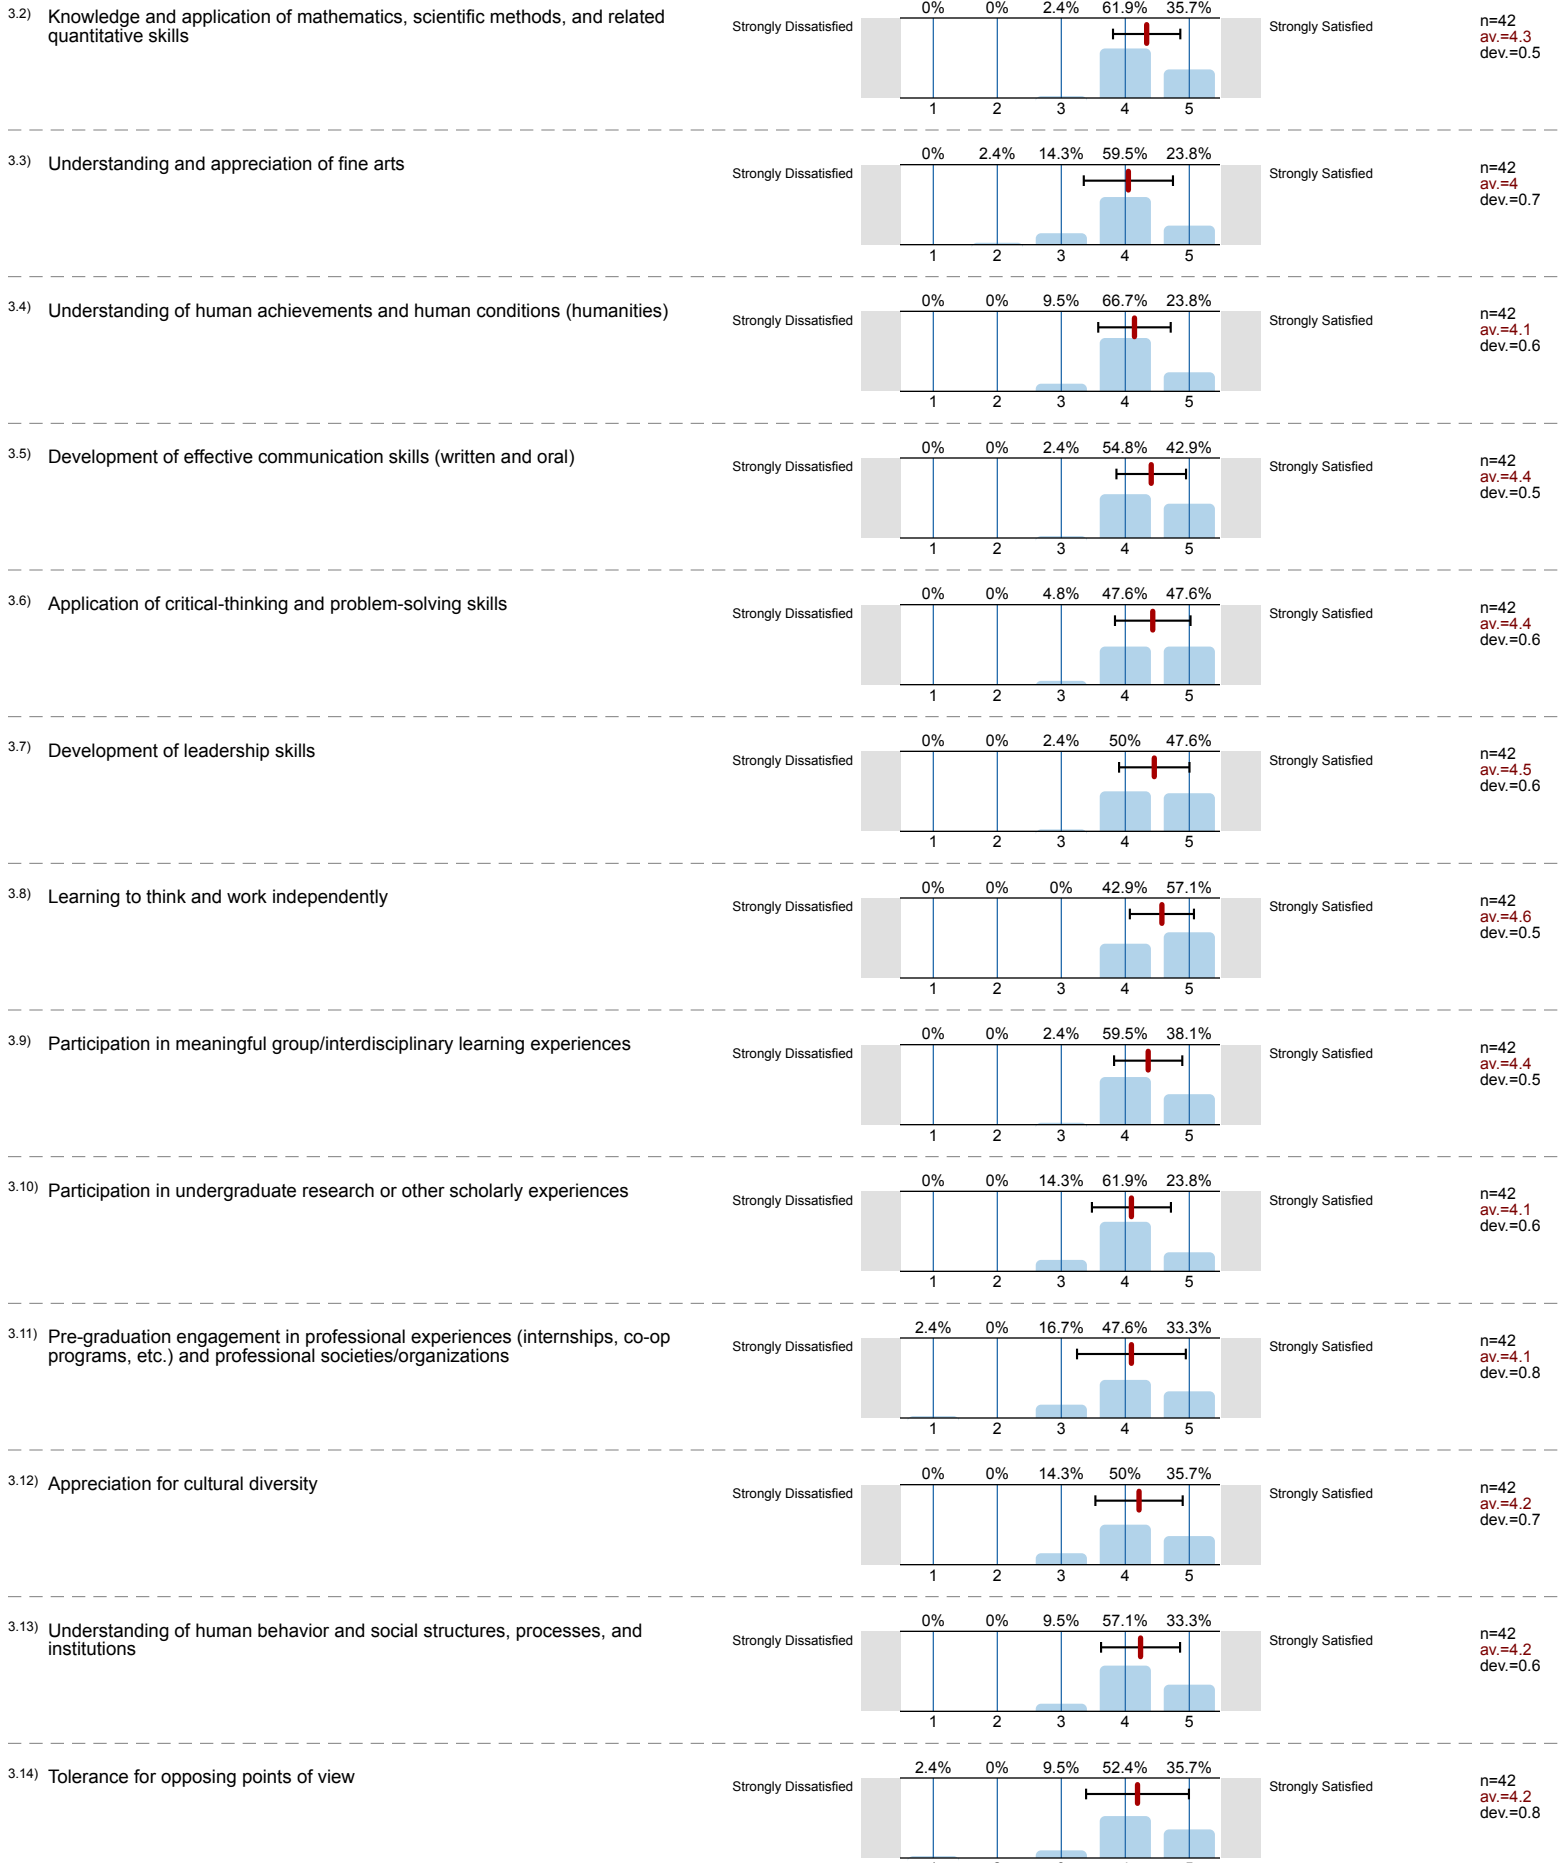 3.2) Knowledge and application of mathematics, scientific methods, and related
quantitative skills
Strongly Dissatisfied
0% 0% 2.4% 61.9% 35.7%
1 2 3 4 5
Strongly Satisfied
n=42
av.=4.3
dev.=0.5
3.3) Understanding and appreciation of fine arts
Strongly Dissatisfied
0% 2.4% 14.3% 59.5% 23.8%
1 2 3 4 5
Strongly Satisfied
n=42
av.=4
dev.=0.7
3.4) Understanding of human achievements and human conditions (humanities)
Strongly Dissatisfied
0% 0% 9.5% 66.7% 23.8%
1 2 3 4 5
Strongly Satisfied
n=42
av.=4.1
dev.=0.6
3.5) Development of effective communication skills (written and oral)
Strongly Dissatisfied
0% 0% 2.4% 54.8% 42.9%
1 2 3 4 5
Strongly Satisfied
n=42
av.=4.4
dev.=0.5
3.6) Application of critical-thinking and problem-solving skills
Strongly Dissatisfied
0% 0% 4.8% 47.6% 47.6%
1 2 3 4 5
Strongly Satisfied
n=42
av.=4.4
dev.=0.6
3.7) Development of leadership skills
Strongly Dissatisfied
0% 0% 2.4% 50% 47.6%
1 2 3 4 5
Strongly Satisfied
n=42
av.=4.5
dev.=0.6
3.8) Learning to think and work independently
Strongly Dissatisfied
0% 0% 0% 42.9% 57.1%
1 2 3 4 5
Strongly Satisfied
n=42
av.=4.6
dev.=0.5
3.9) Participation in meaningful group/interdisciplinary learning experiences
Strongly Dissatisfied
0% 0% 2.4% 59.5% 38.1%
1 2 3 4 5
Strongly Satisfied
n=42
av.=4.4
dev.=0.5
3.10) Participation in undergraduate research or other scholarly experiences
Strongly Dissatisfied
0% 0% 14.3% 61.9% 23.8%
1 2 3 4 5
Strongly Satisfied
n=42
av.=4.1
dev.=0.6
3.11) Pre-graduation engagement in professional experiences (internships, co-op
programs, etc.) and professional societies/organizations
Strongly Dissatisfied
2.4% 0% 16.7% 47.6% 33.3%
1 2 3 4 5
Strongly Satisfied
n=42
av.=4.1
dev.=0.8
3.12) Appreciation for cultural diversity
Strongly Dissatisfied
0% 0% 14.3% 50% 35.7%
1 2 3 4 5
Strongly Satisfied
n=42
av.=4.2
dev.=0.7
3.13) Understanding of human behavior and social structures, processes, and
institutions
Strongly Dissatisfied
0% 0% 9.5% 57.1% 33.3%
1 2 3 4 5
Strongly Satisfied
n=42
av.=4.2
dev.=0.6
3.14) Tolerance for opposing points of view
Strongly Dissatisfied
2.4% 0% 9.5% 52.4% 35.7%
Strongly Satisfied
n=42
av.=4.2
dev.=0.8